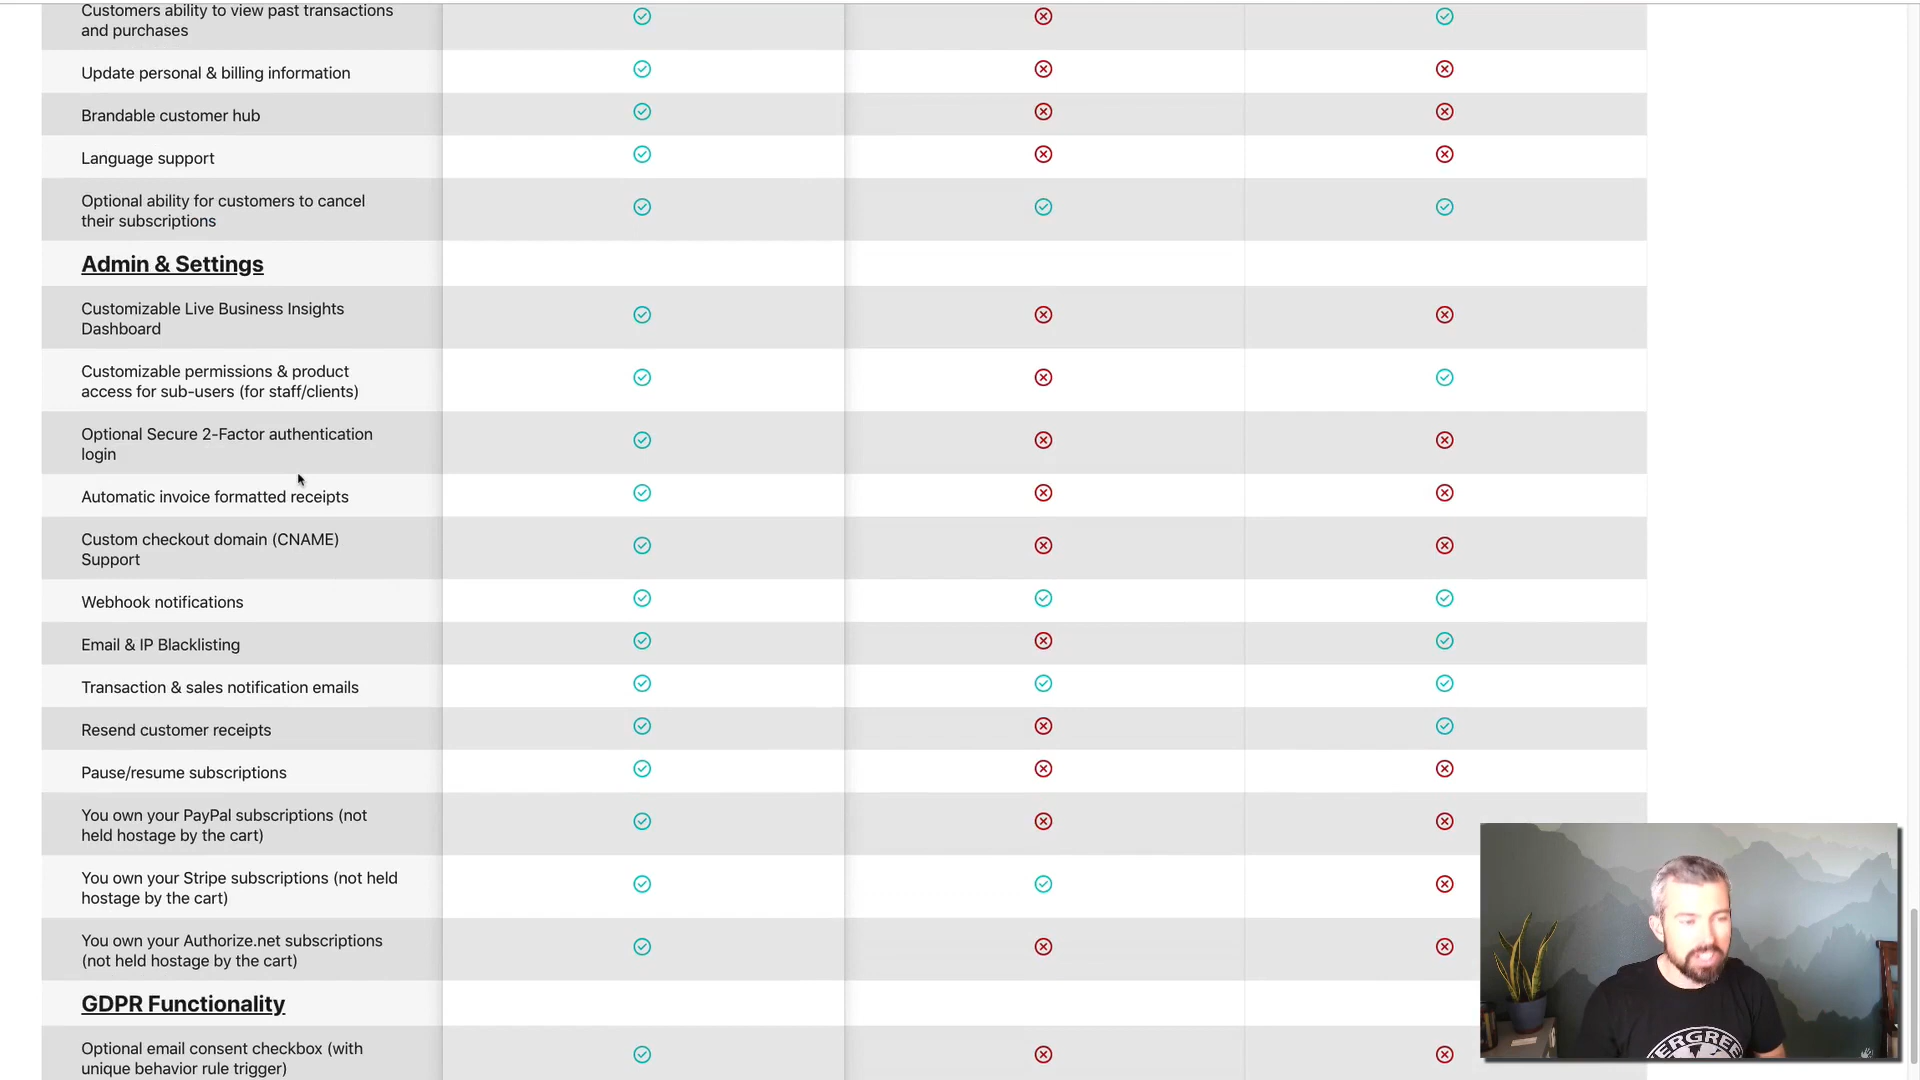 Customers ability to view past transactions
and purchases
Update personal & billing information
Brandable customer hub
Language support
Optional ability for customers to cancel
their subscriptions
Admin & Settings
Customizable Live Business Insights
Dashboard
Customizable permissions & product
access for sub-users (for staff/clients)
Optional Secure 2-Factor authentication
login
Automatic invoice formatted receipts
Custom checkout domain (CNAME)
Support
Webhook notifications
Email & IP Blacklisting
Transaction & sales notification emails
Resend customer receipts
Pause/resume subscriptions
You own your PayPal subscriptions (not
held hostage by the cart)
You own your Stripe subscriptions (not held
hostage by the cart)
You own your Authorize.net subscriptions
(not held hostage by the cart)
GDPR Functionality
Optional email consent checkbox (with
unique behavior rule trigger)